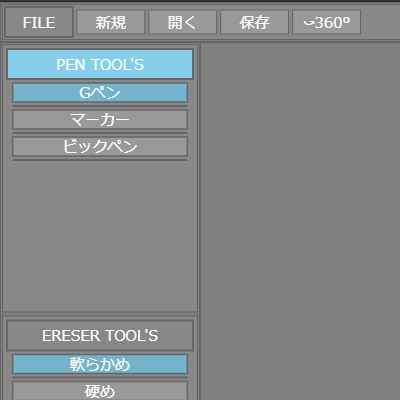 FILE 新規 開く 保存 ⤻360°
PEN TOOL'S
Gペン
マーカー
ビックペン
ERESER TOOL'S
軟らかめ
硬め